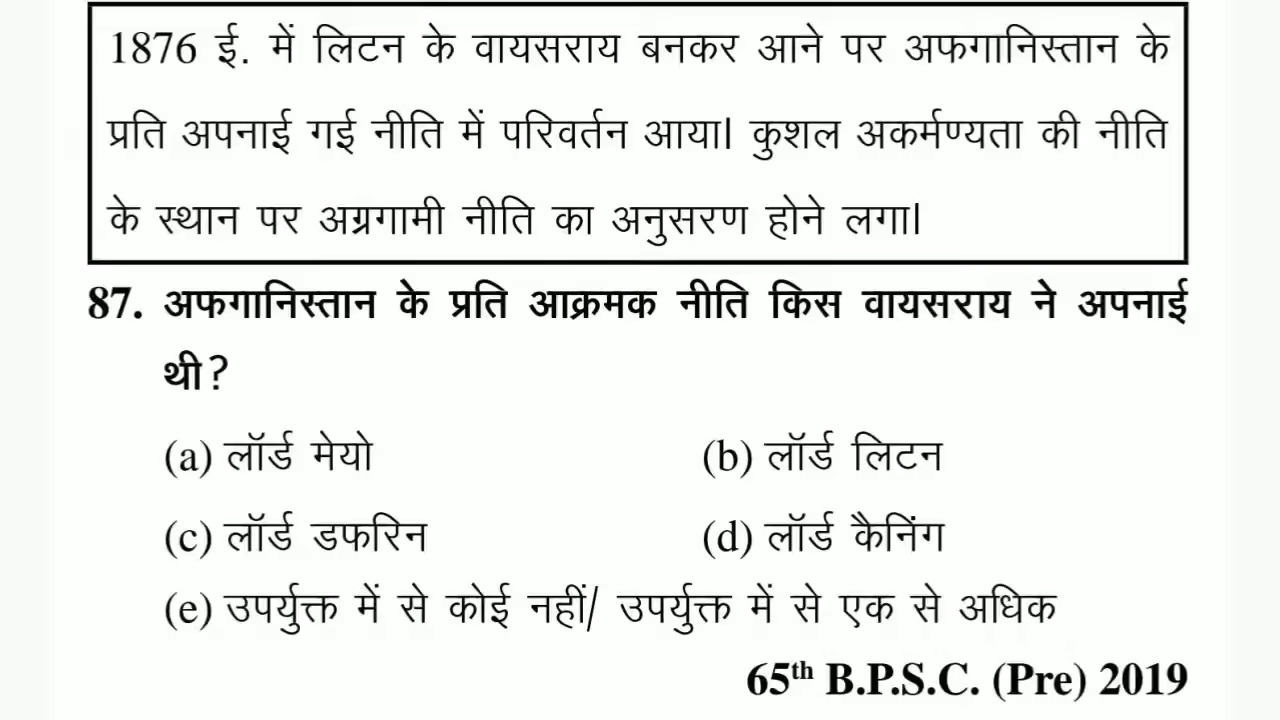 1876 ई. में लिटन के वायसराय बनकर आने पर अफगानिस्तान के
प्रति अपनाई गई नीति में परिवर्तन आया। कुशल अकर्मण्यता की नीति
के स्थान पर अग्रगामी नीति का अनुसरण होने लगा।
87. अफगानिस्तान के प्रति आक्रमक नीति किस वायसराय ने अपनाई
थी?
(a) लॉर्ड मेयो (b) लॉर्ड लिटन
(c) लॉर्ड डफरिन (d) लॉर्ड कैनिंग
(e) उपर्युक्त में से कोई नहीं/ उपर्युक्त में से एक से अधिक
65th B.P.S.C. (Pre) 2019